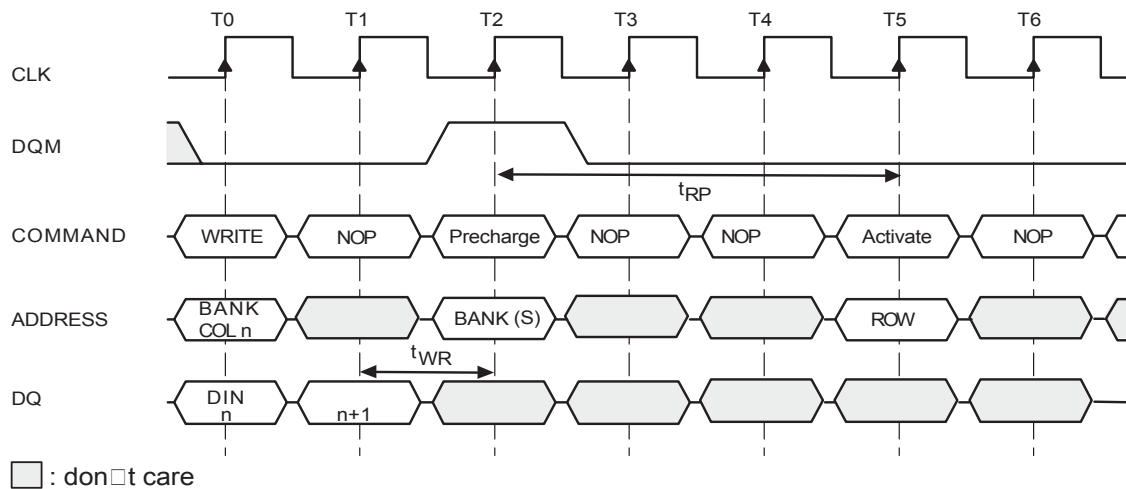 T0 T1 T2 T3 T4 T5 T6
CLK
DQM
tRP
COMMAND WRITE NOP Precharge NOP NOP Activate NOP
ADDRESS BANK COL n BANK (S) ROW
tWR
DQ DIN n n+1
: don□t care